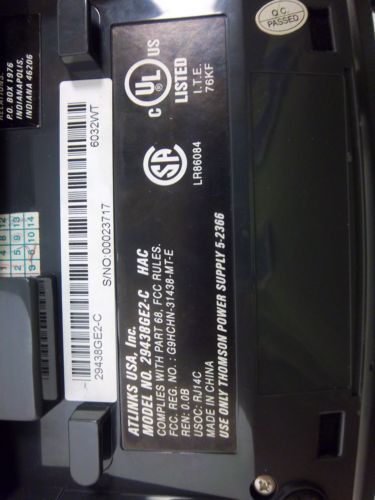 RELATIONS.
P.O. BOX 1976
INDIANAPOLIS,
INDIANA 46206
Q.C.
PASSED
6032WT
S/NO:00023717
29438GE2-C
C UL US
LISTED
I.T.E.
76KF
SA
LR86084
ATLINKS USA, Inc.
MODEL NO. 29438GE2-C HAC
COMPLIES WITH PART 68, FCC RULES.
FCC. REG. NO. : G9HCHN-31438-MT-E
REN: 0.0B
USOC: RJ14C
MADE IN CHINA
USE ONLY THOMSON POWER SUPPLY 5-2366